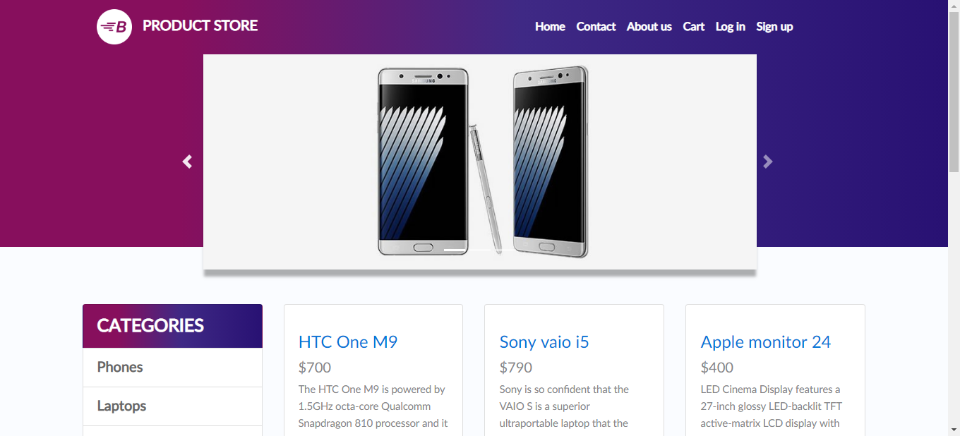 B PRODUCT STORE
Home Contact About us Cart Log in Sign up
SAMSUNG
SAMSUNG
CATEGORIES
Phones
Laptops
HTC One M9
$700
The HTC One M9 is powered by
1.5GHz octa-core Qualcomm
Snapdragon 810 processor and it
Sony vaio i5
$790
Sony is so confident that the
VAIO S is a superior
ultraportable laptop that the
Apple monitor 24
$400
LED Cinema Display features a
27-inch glossy LED-backlit TFT
active-matrix LCD display with